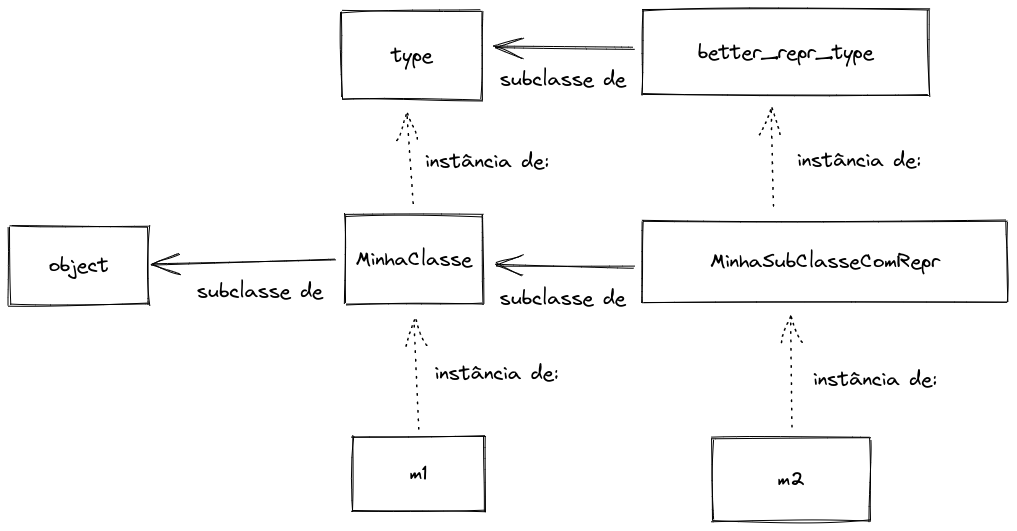 type
better_repr_type
subclasse de
instância de:
instância de:
object
MinhaClasse
MinhaSubClasseComRepr
subclasse de
subclasse de
instância de:
instância de:
m1
m2